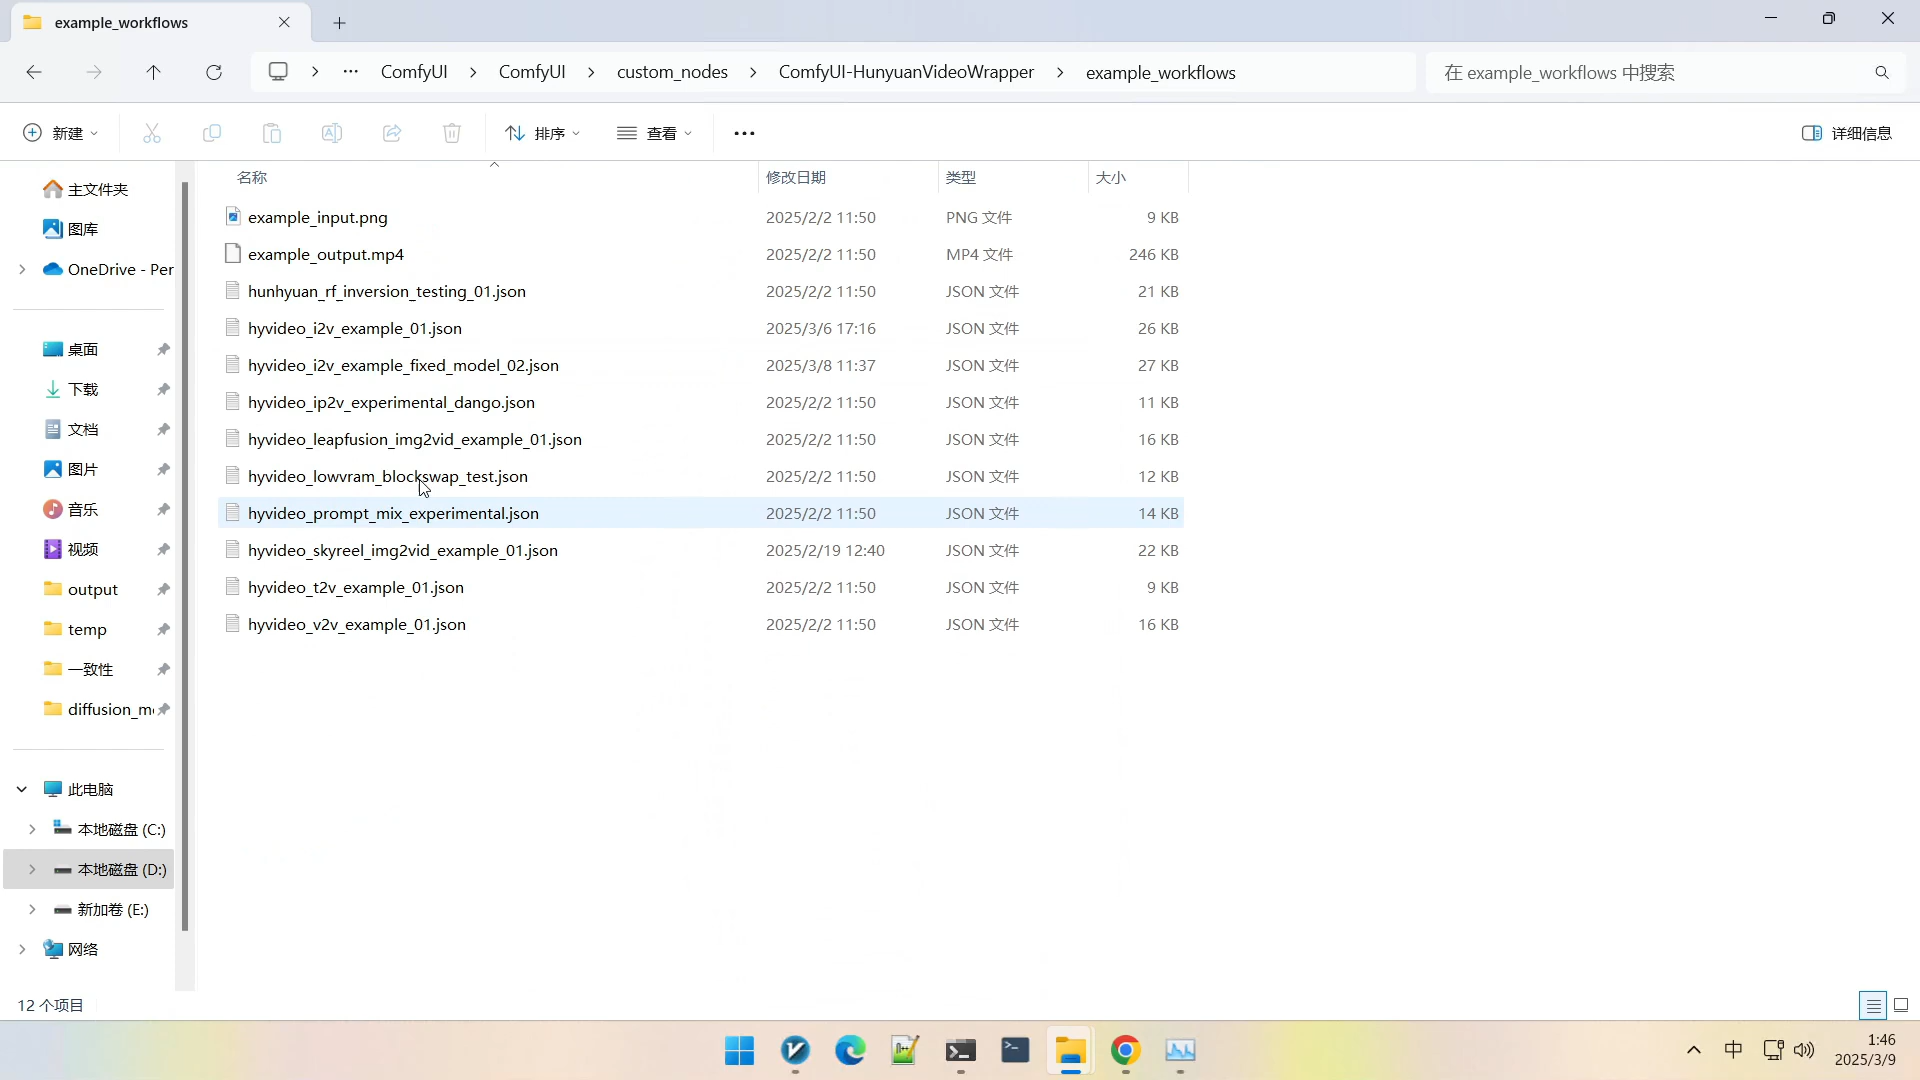 example_workflows
ComfyUI
ComfyUI
custom_nodes
ComfyUI-HunyuanVideoWrapper
example_workflows
在 example_workflows 中搜索
新建
排序
查看
详细信息
名称 修改日期 类型 大小
example_input.png 2025/2/2 11:50 PNG 文件 9 KB
example_output.mp4 2025/2/2 11:50 MP4 文件 246 KB
hunhyuan_rf_inversion_testing_01.json 2025/2/2 11:50 JSON 文件 21 KB
hyvideo_i2v_example_01.json 2025/3/6 17:16 JSON 文件 26 KB
hyvideo_i2v_example_fixed_model_02.json 2025/3/8 11:37 JSON 文件 27 KB
hyvideo_ip2v_experimental_dango.json 2025/2/2 11:50 JSON 文件 11 KB
hyvideo_leapfusion_img2vid_example_01.json 2025/2/2 11:50 JSON 文件 16 KB
hyvideo_lowvram_blockswap_test.json 2025/2/2 11:50 JSON 文件 12 KB
hyvideo_prompt_mix_experimental.json 2025/2/2 11:50 JSON 文件 14 KB
hyvideo_skyreel_img2vid_example_01.json 2025/2/19 12:40 JSON 文件 22 KB
hyvideo_t2v_example_01.json 2025/2/2 11:50 JSON 文件 9 KB
hyvideo_v2v_example_01.json 2025/2/2 11:50 JSON 文件 16 KB
主文件夹
图库
OneDrive - Per
桌面
下载
文档
图片
音乐
视频
output
temp
一致性
diffusion_m
此电脑
本地磁盘 (C:)
本地磁盘 (D:)
新加卷 (E:)
网络
12 个项目
中
1:46
2025/3/9